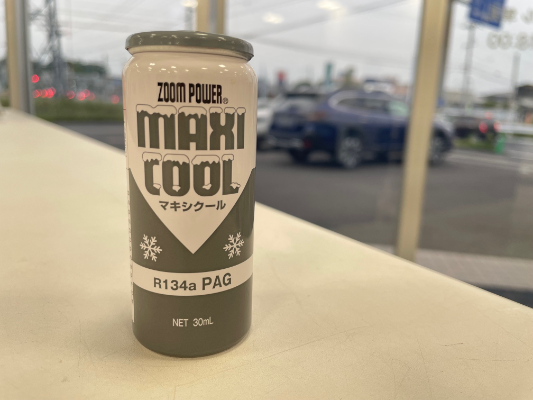 ZOOM POWER®
MAXI
COOL
マキシクール
R134a PAG
NET 30mL